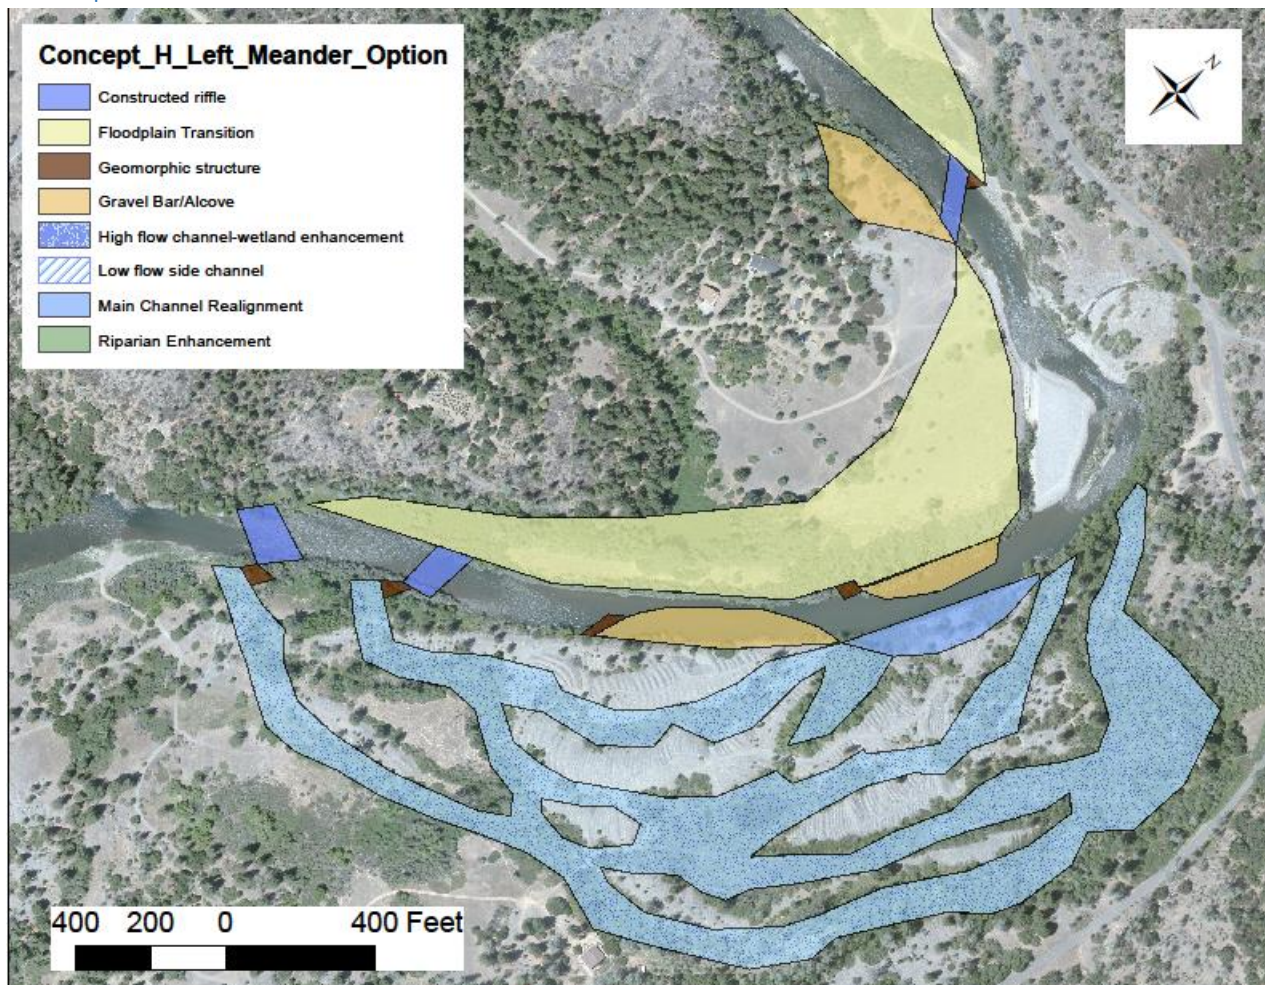 Concept_H_Left_Meander_Option
Constructed riffle
Floodplain Transition
Geomorphic structure
Gravel Bar/Alcove
High flow channel-wetland enhancement
Low flow side channel
Main Channel Realignment
Riparian Enhancement
N
400 200 0 400 Feet